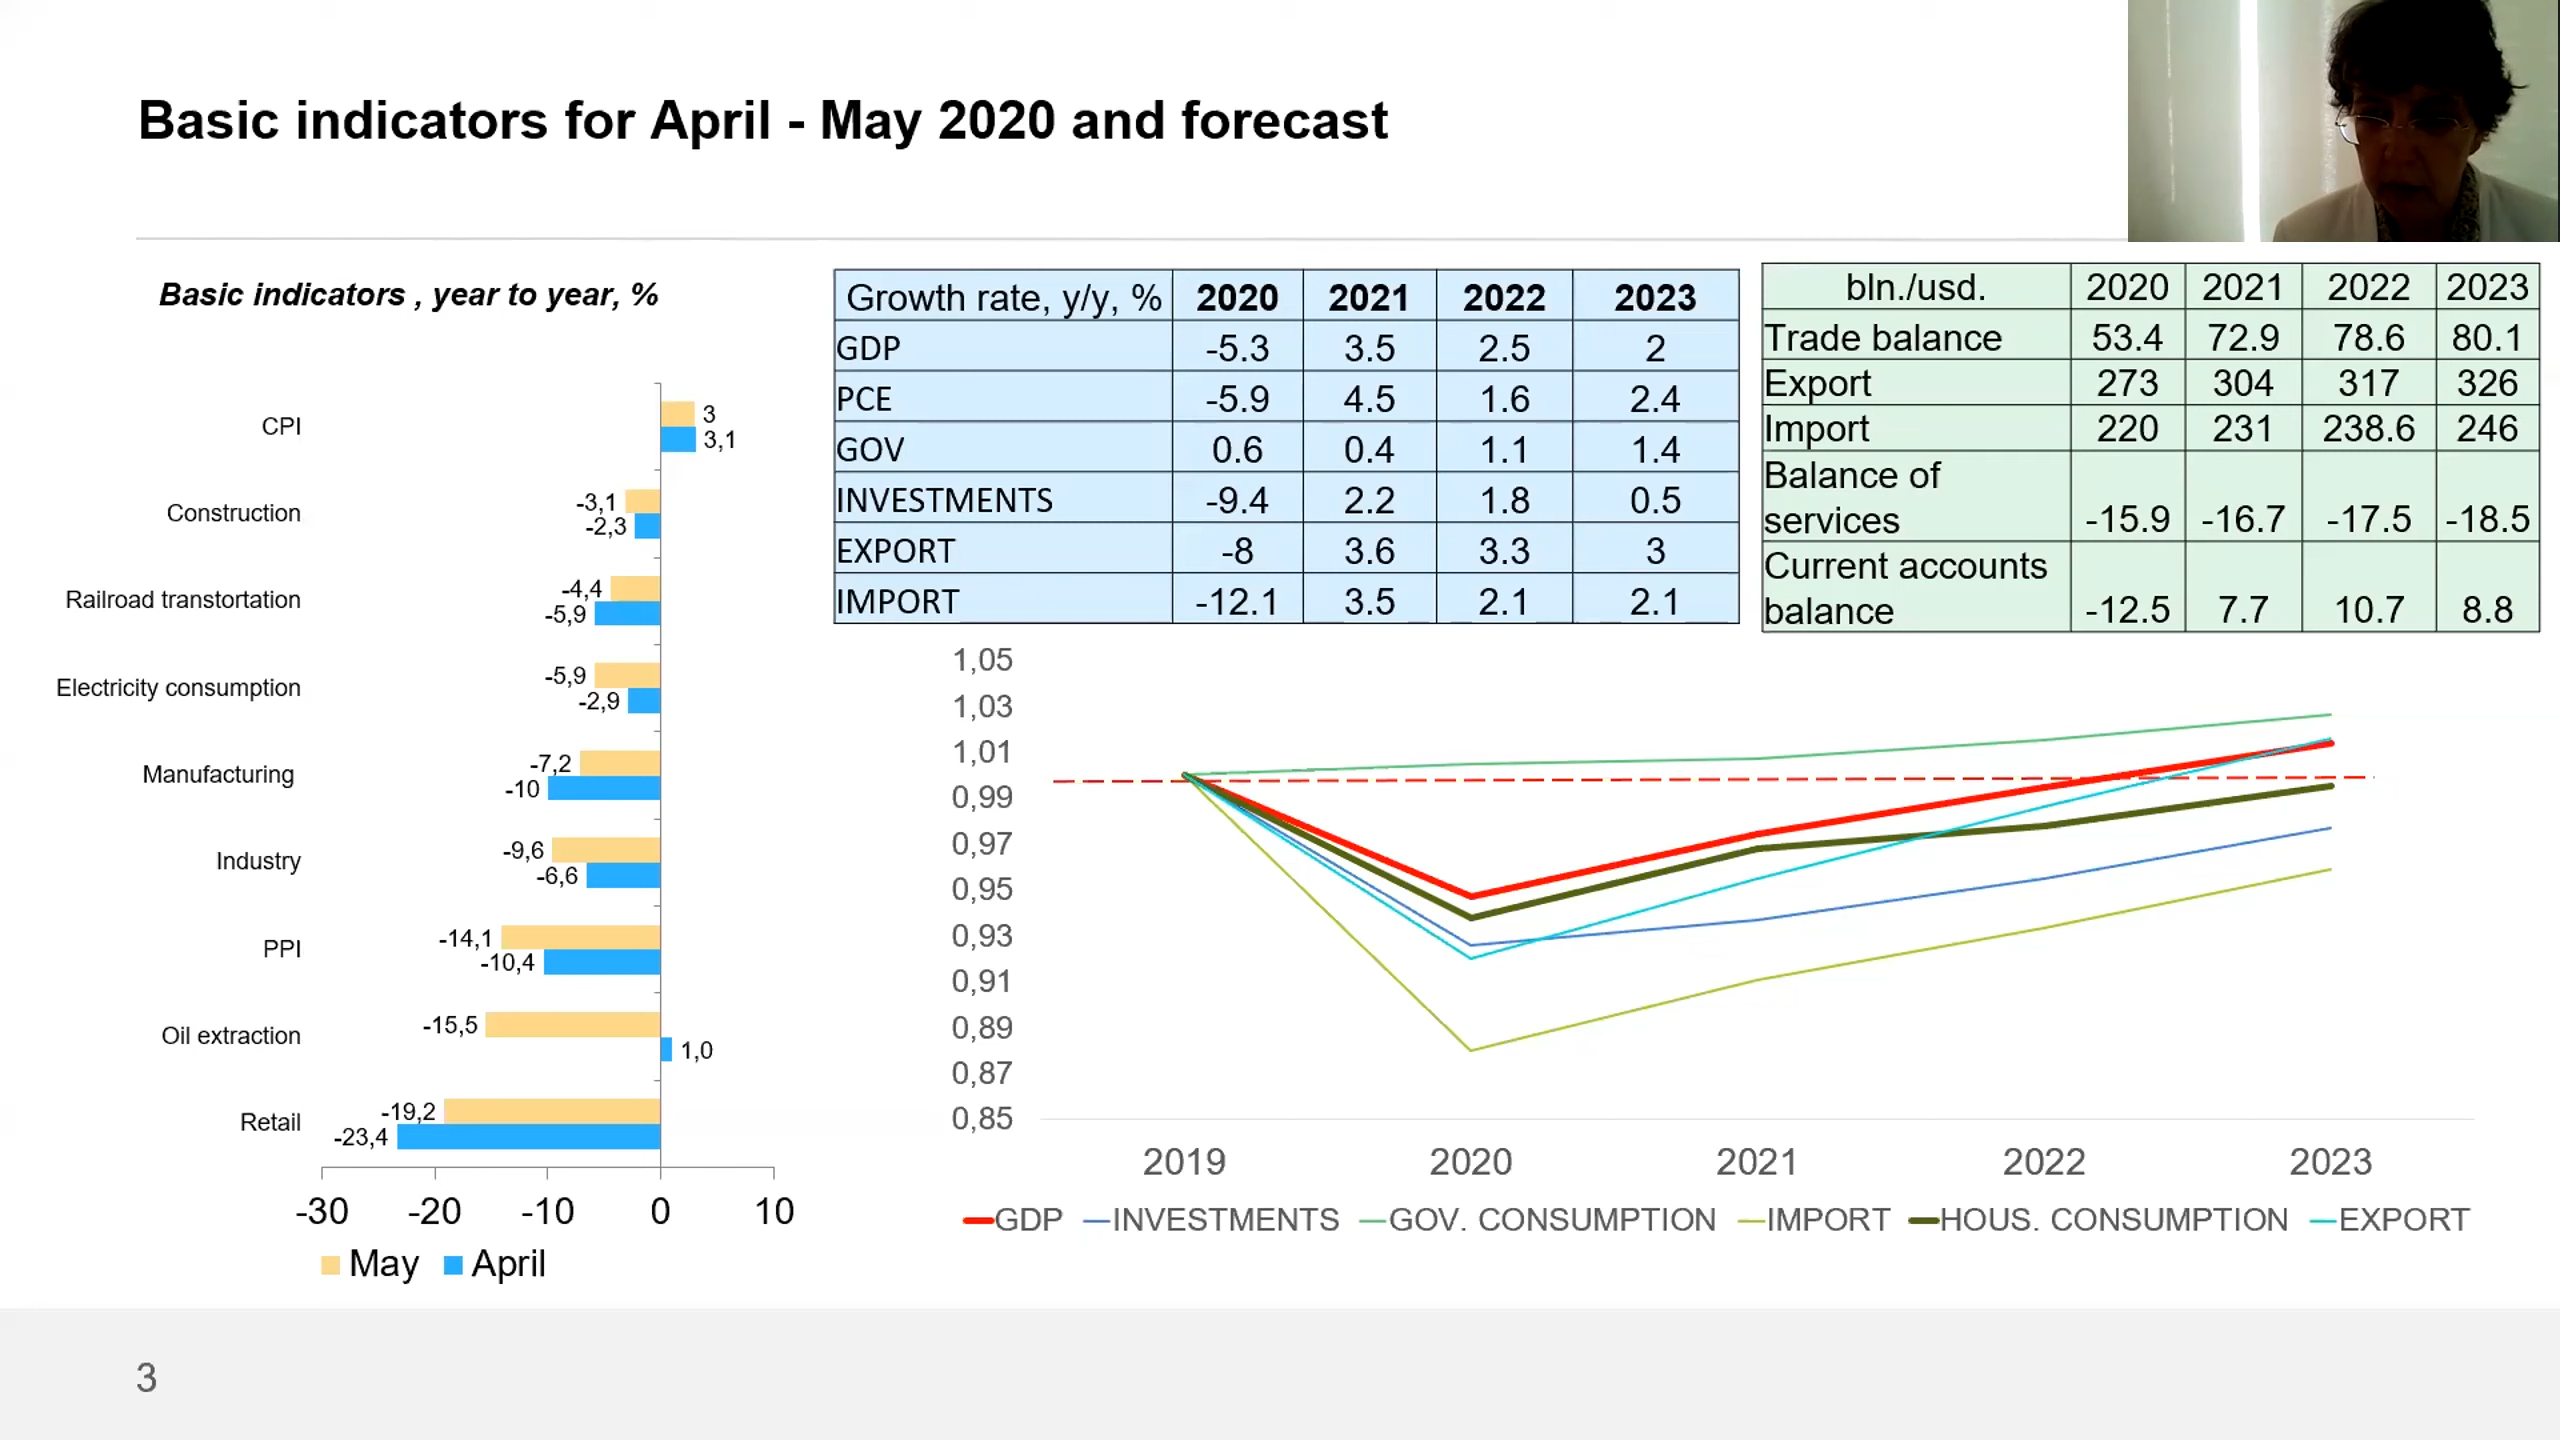 Basic indicators for April - May 2020 and forecast
Basic indicators , year to year, %
CPI
3
3,1
Construction
-3,1
-2,3
Railroad transtortation
-4,4
-5,9
Electricity consumption
-5,9
-2,9
Manufacturing
-7,2
-10
Industry
-9,6
-6,6
PPI
-14,1
-10,4
Oil extraction
-15,5
1,0
Retail
-19,2
-23,4
-30 -20 -10 0 10
May April
Growth rate, y/y, % 2020 2021 2022 2023
GDP -5.3 3.5 2.5 2
PCE -5.9 4.5 1.6 2.4
GOV 0.6 0.4 1.1 1.4
INVESTMENTS -9.4 2.2 1.8 0.5
EXPORT -8 3.6 3.3 3
IMPORT -12.1 3.5 2.1 2.1
bln./usd. 2020 2021 2022 2023
Trade balance 53.4 72.9 78.6 80.1
Export 273 304 317 326
Import 220 231 238.6 246
Balance of
services -15.9 -16.7 -17.5 -18.5
Current accounts
balance -12.5 7.7 10.7 8.8
1,05
1,03
1,01
0,99
0,97
0,95
0,93
0,91
0,89
0,87
0,85
2019 2020 2021 2022 2023
GDP INVESTMENTS GOV. CONSUMPTION IMPORT HOUS. CONSUMPTION EXPORT
3